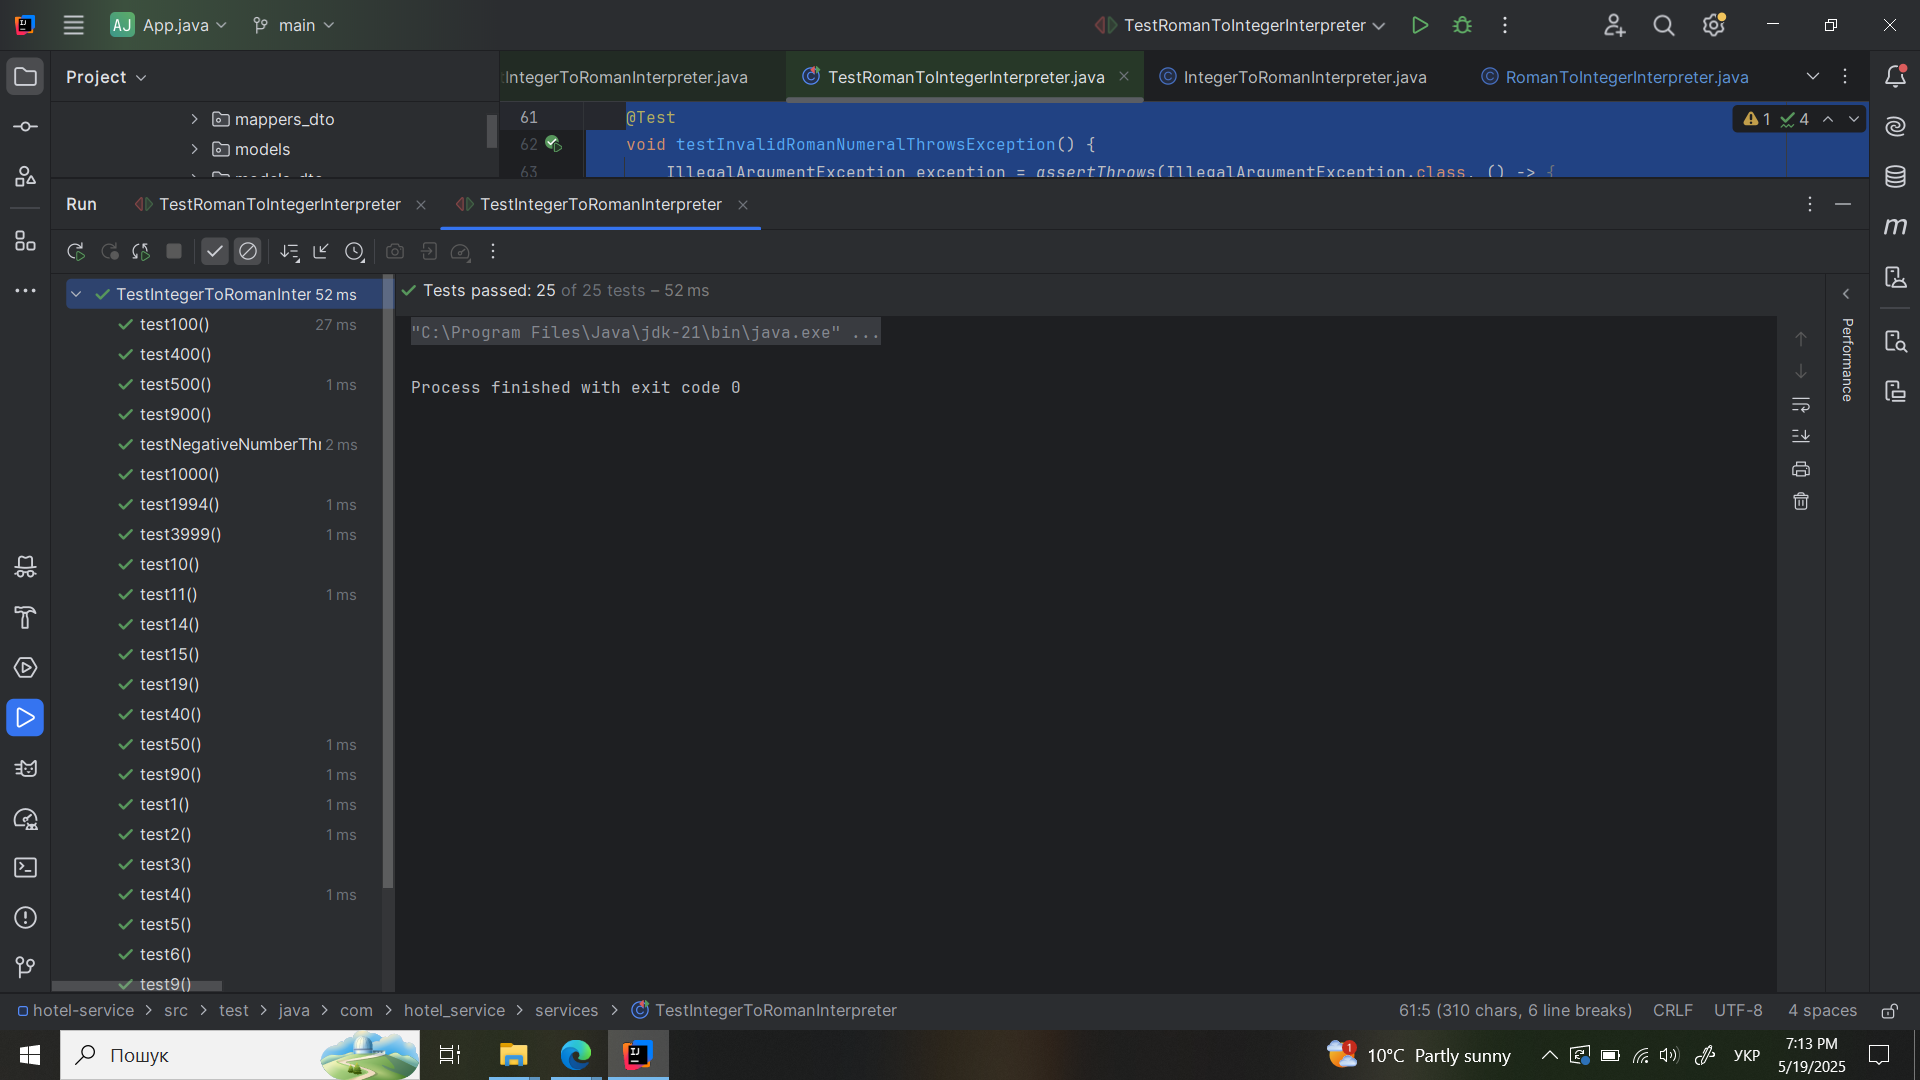 AJ App.java main TestRomanToIntegerInterpreter
Project IntegerToRomanInterpreter.java TestRomanToIntegerInterpreter.java IntegerToRomanInterpreter.java RomanToIntegerInterpreter.java
mappers_dto
models
61 @Test
62 void testInvalidRomanNumeralThrowsException() {
63 IllegalArgumentException exception = assertThrows(IllegalArgumentException.class, () -> {
1 4
Run TestRomanToIntegerInterpreter TestIntegerToRomanInterpreter
TestIntegerToRomanInter 52 ms
test100() 27 ms
test400()
test500() 1 ms
test900()
testNegativeNumberThr 2 ms
test1000()
test1994() 1 ms
test3999() 1 ms
test10()
test11() 1 ms
test14()
test15()
test19()
test40()
test50() 1 ms
test90() 1 ms
test1() 1 ms
test2() 1 ms
test3()
test4() 1 ms
test5()
test6()
test9()
Tests passed: 25 of 25 tests – 52 ms
"C:\Program Files\Java\jdk-21\bin\java.exe" ...
Process finished with exit code 0
Performance
m
hotel-service > src > test > java > com > hotel_service > services > TestIntegerToRomanInterpreter
61:5 (310 chars, 6 line breaks) CRLF UTF-8 4 spaces
Пошук
1 10°C Partly sunny
УКР
7:13 PM
5/19/2025